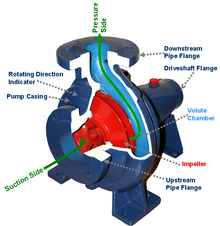 Pressure
Side
Downstream
Pipe Flange
Driveshaft Flange
Rotating Direction
Indicator
Pump Casing
Volute
Chamber
Impeller
Suction Side
Upstream
Pipe Flange